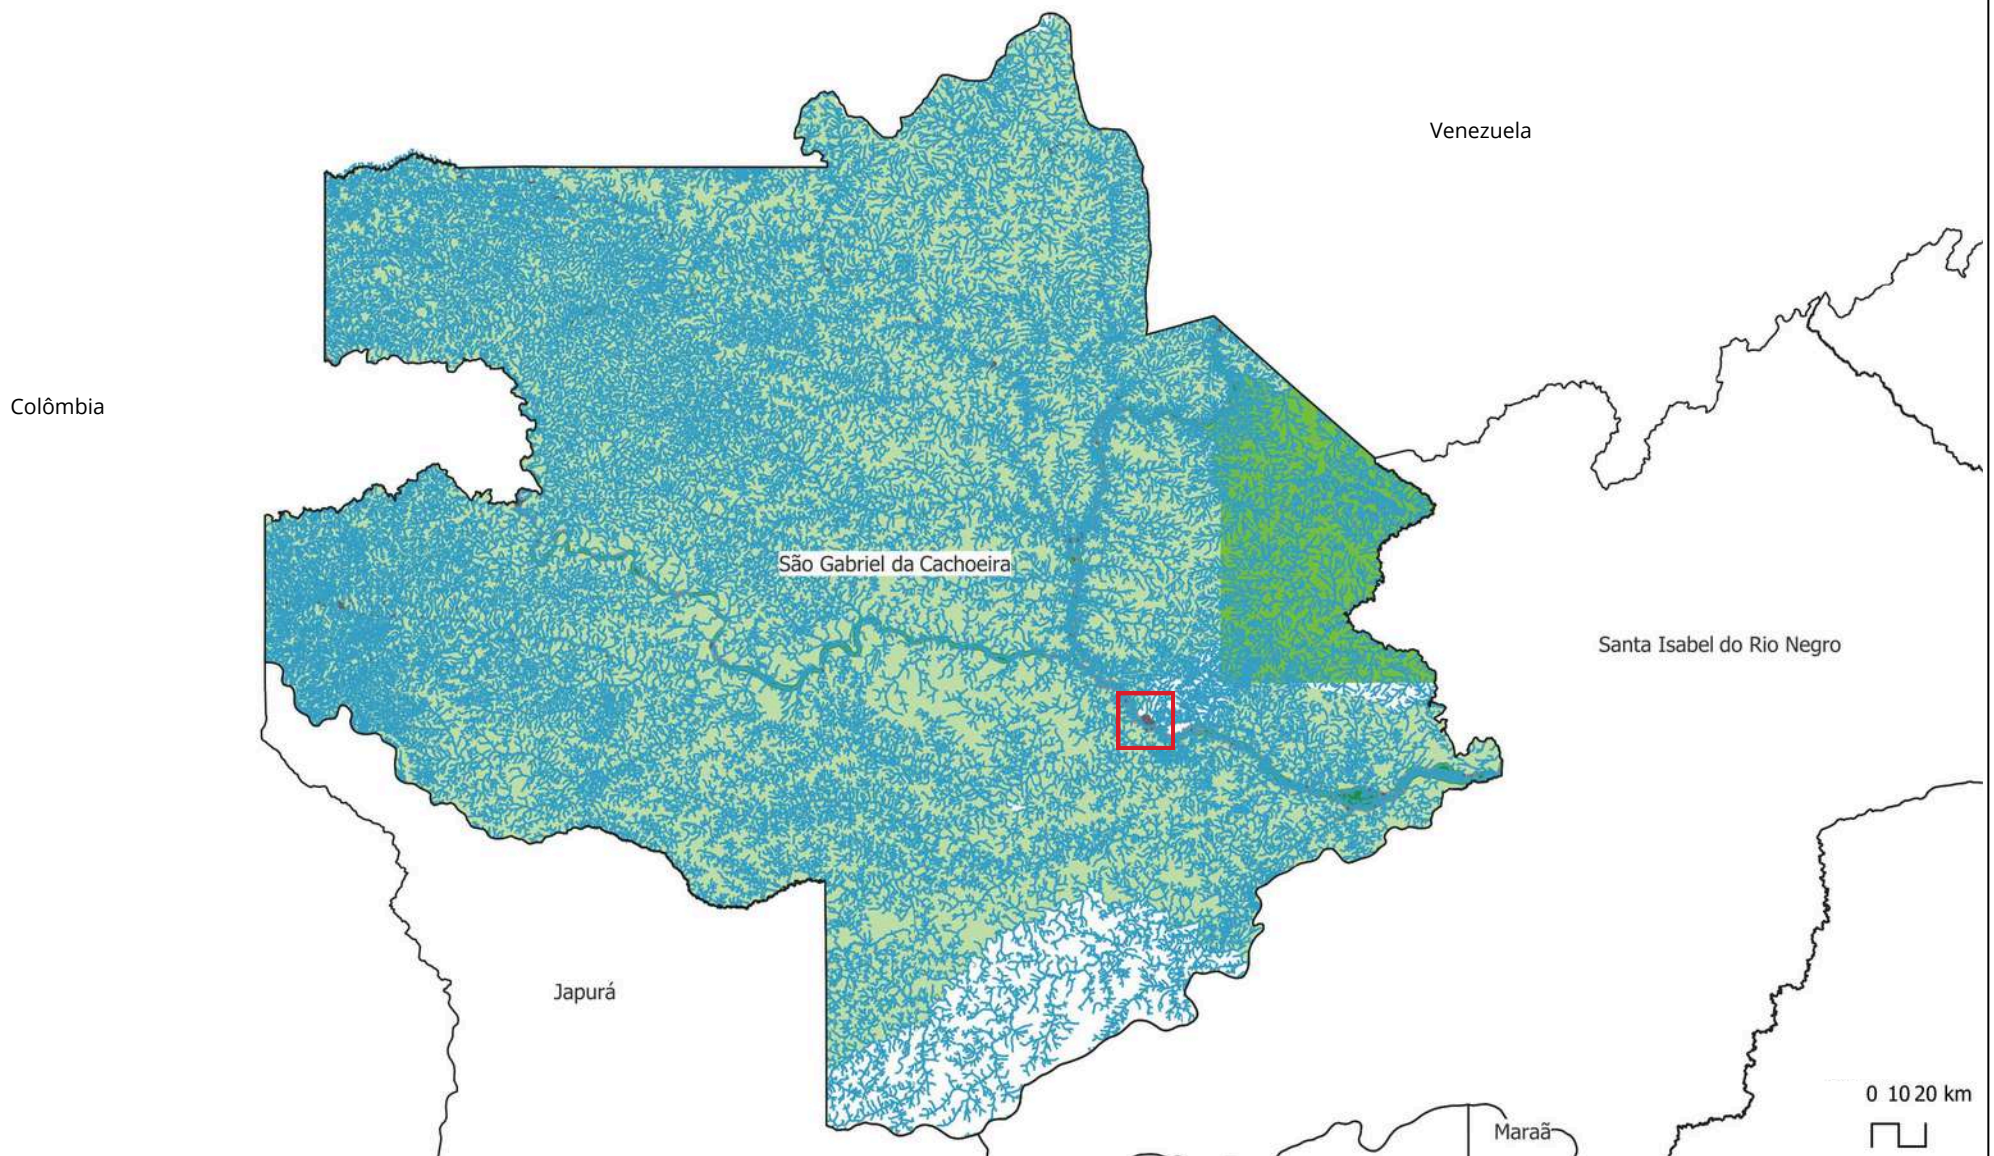 Venezuela
Colômbia
São Gabriel da Cachoeira
Santa Isabel do Rio Negro
Japurá
0 10 20 km
Maraã